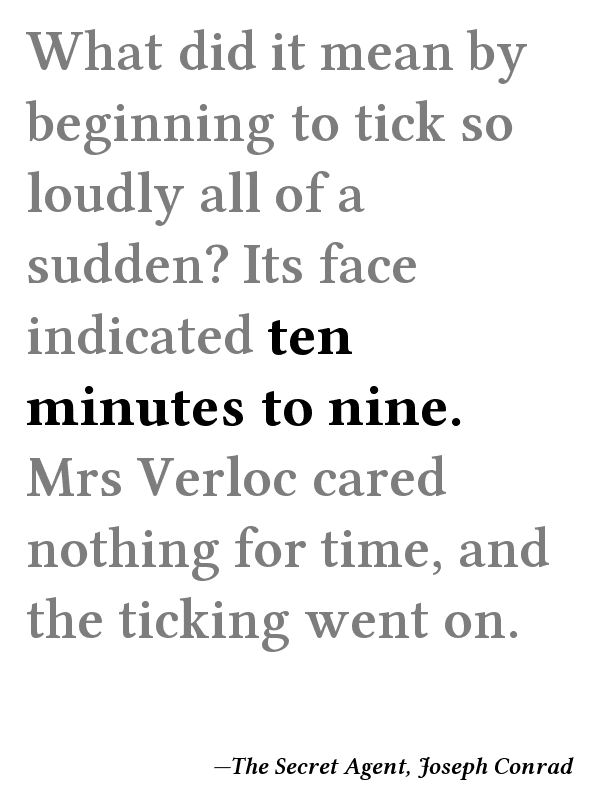 What did it mean by
beginning to tick so
loudly all of a
sudden? Its face
indicated ten
minutes to nine.
Mrs Verloc cared
nothing for time, and
the ticking went on.
—The Secret Agent, Joseph Conrad